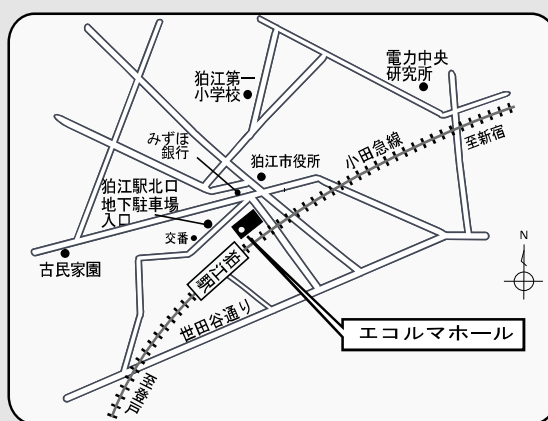 電力中央
研究所
狛江第一
小学校
みずほ
銀行
狛江市役所
小田急線
至新宿
狛江駅北口
地下駐車場
入口
交番
古民家園
狛江駅
N
世田谷通り
エコルマホール
至登戸